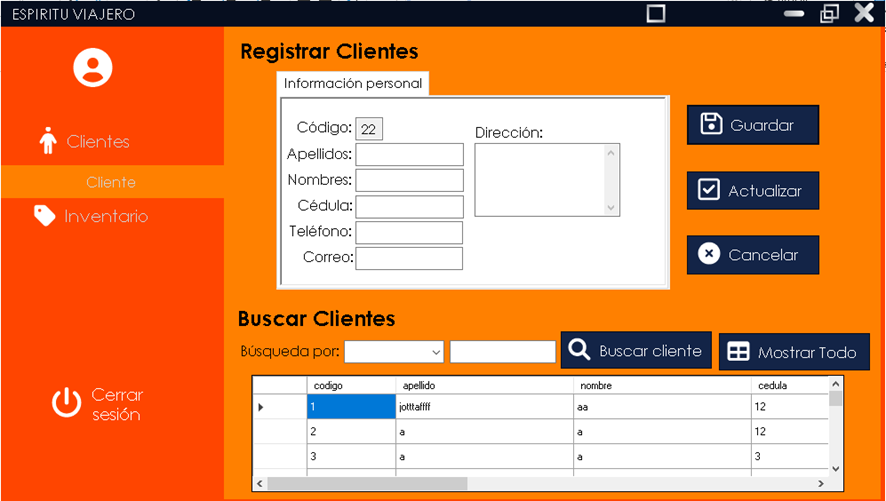 ESPIRITU VIAJERO
Clientes
Cliente
Inventario
Cerrar
sesión
Registrar Clientes
Información personal
Código: 22
Apellidos:
Nombres:
Cédula:
Teléfono:
Correo:
Dirección:
Guardar
Actualizar
Cancelar
Buscar Clientes
Búsqueda por:
Buscar cliente
Mostrar Todo
codigo apellido nombre cedula
1 jotttaffff aa 12
2 a a 12
3 a a 3